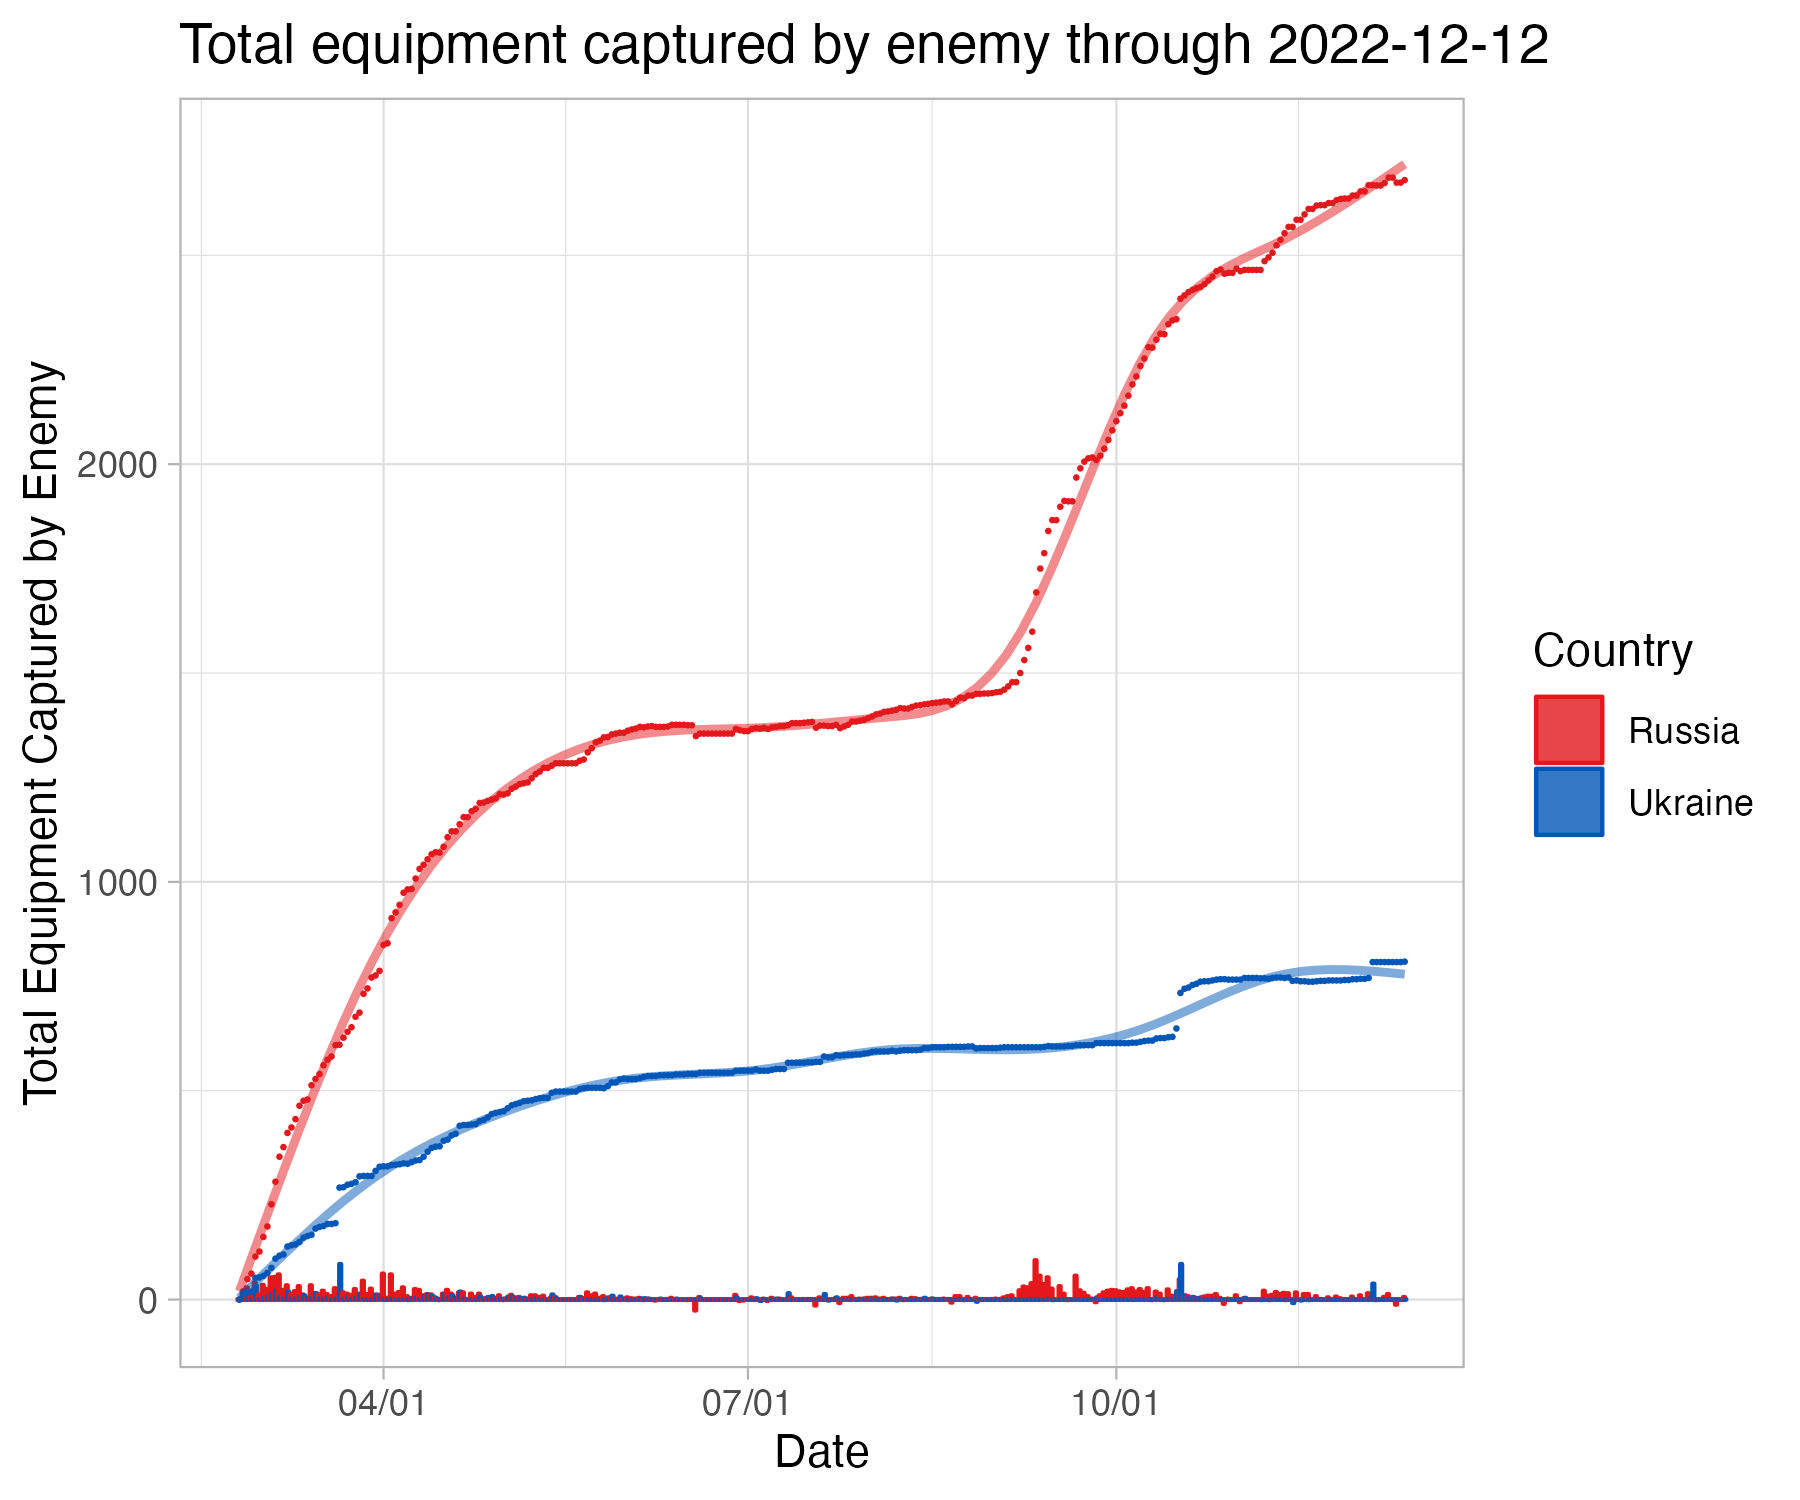 Total equipment captured by enemy through 2022-12-12
Total Equipment Captured by Enemy
2000
1000
0
04/01
07/01
10/01
Date
Country
Russia
Ukraine